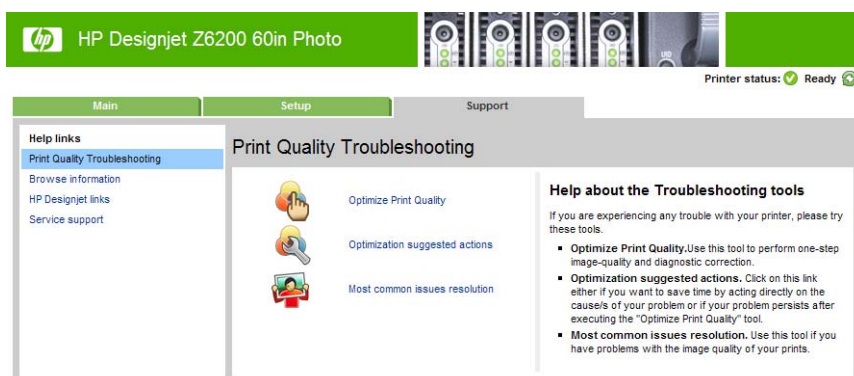 hp HP Designjet Z6200 60in Photo
Printer status: Ready
Main Setup Support
Help links
Print Quality Troubleshooting
Browse information
HP Designjet links
Service support
Print Quality Troubleshooting
Optimize Print Quality
Optimization suggested actions
Most common issues resolution
Help about the Troubleshooting tools
If you are experiencing any trouble with your printer, please try
these tools.
▪ Optimize Print Quality.Use this tool to perform one-step
image-quality and diagnostic correction.
▪ Optimization suggested actions. Click on this link
either if you want to save time by acting directly on the
cause/s of your problem or if your problem persists after
executing the "Optimize Print Quality" tool.
▪ Most common issues resolution. Use this tool if you
have problems with the image quality of your prints.